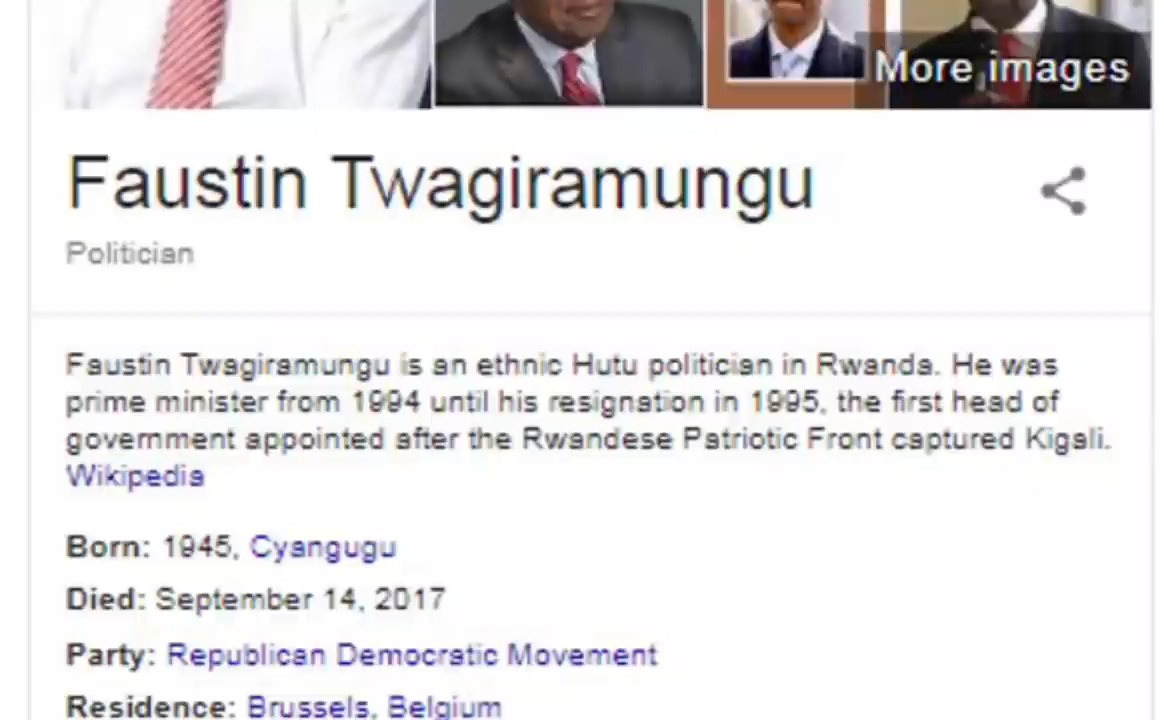 More images
Faustin Twagiramungu
Politician
Faustin Twagiramungu is an ethnic Hutu politician in Rwanda. He was
prime minister from 1994 until his resignation in 1995, the first head of
government appointed after the Rwandese Patriotic Front captured Kigali.
Wikipedia
Born: 1945, Cyangugu
Died: September 14, 2017
Party: Republican Democratic Movement
Residence: Brussels, Belgium